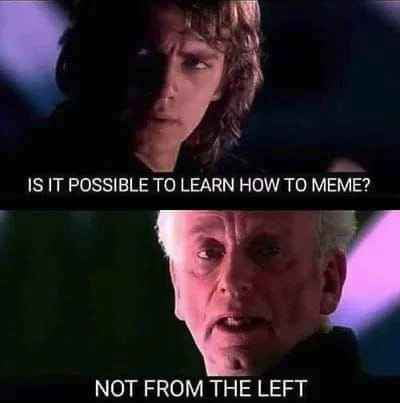 IS IT POSSIBLE TO LEARN HOW TO MEME?
NOT FROM THE LEFT